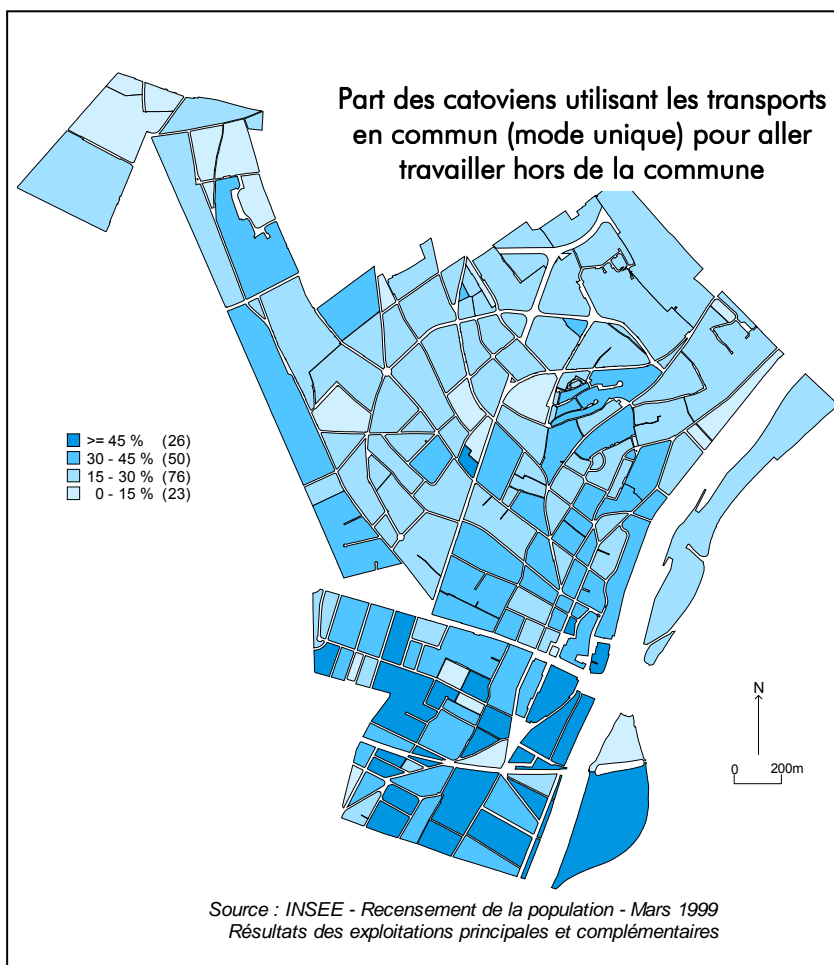 Part des catoviens utilisant les transports
en commun (mode unique) pour aller
travailler hors de la commune
>= 45 % (26)
30 - 45 % (50)
15 - 30 % (76)
0 - 15 % (23)
N
0 200m
Source : INSEE - Recensement de la population - Mars 1999
Résultats des exploitations principales et complémentaires